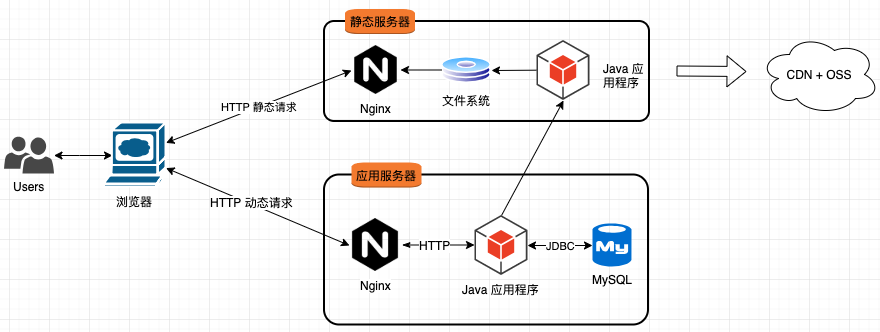 静态服务器
Nginx
文件系统
Java 应
用程序
CDN + OSS
HTTP 静态请求
Users
浏览器
HTTP 动态请求
应用服务器
Nginx
HTTP
Java 应用程序
JDBC
My
MySQL